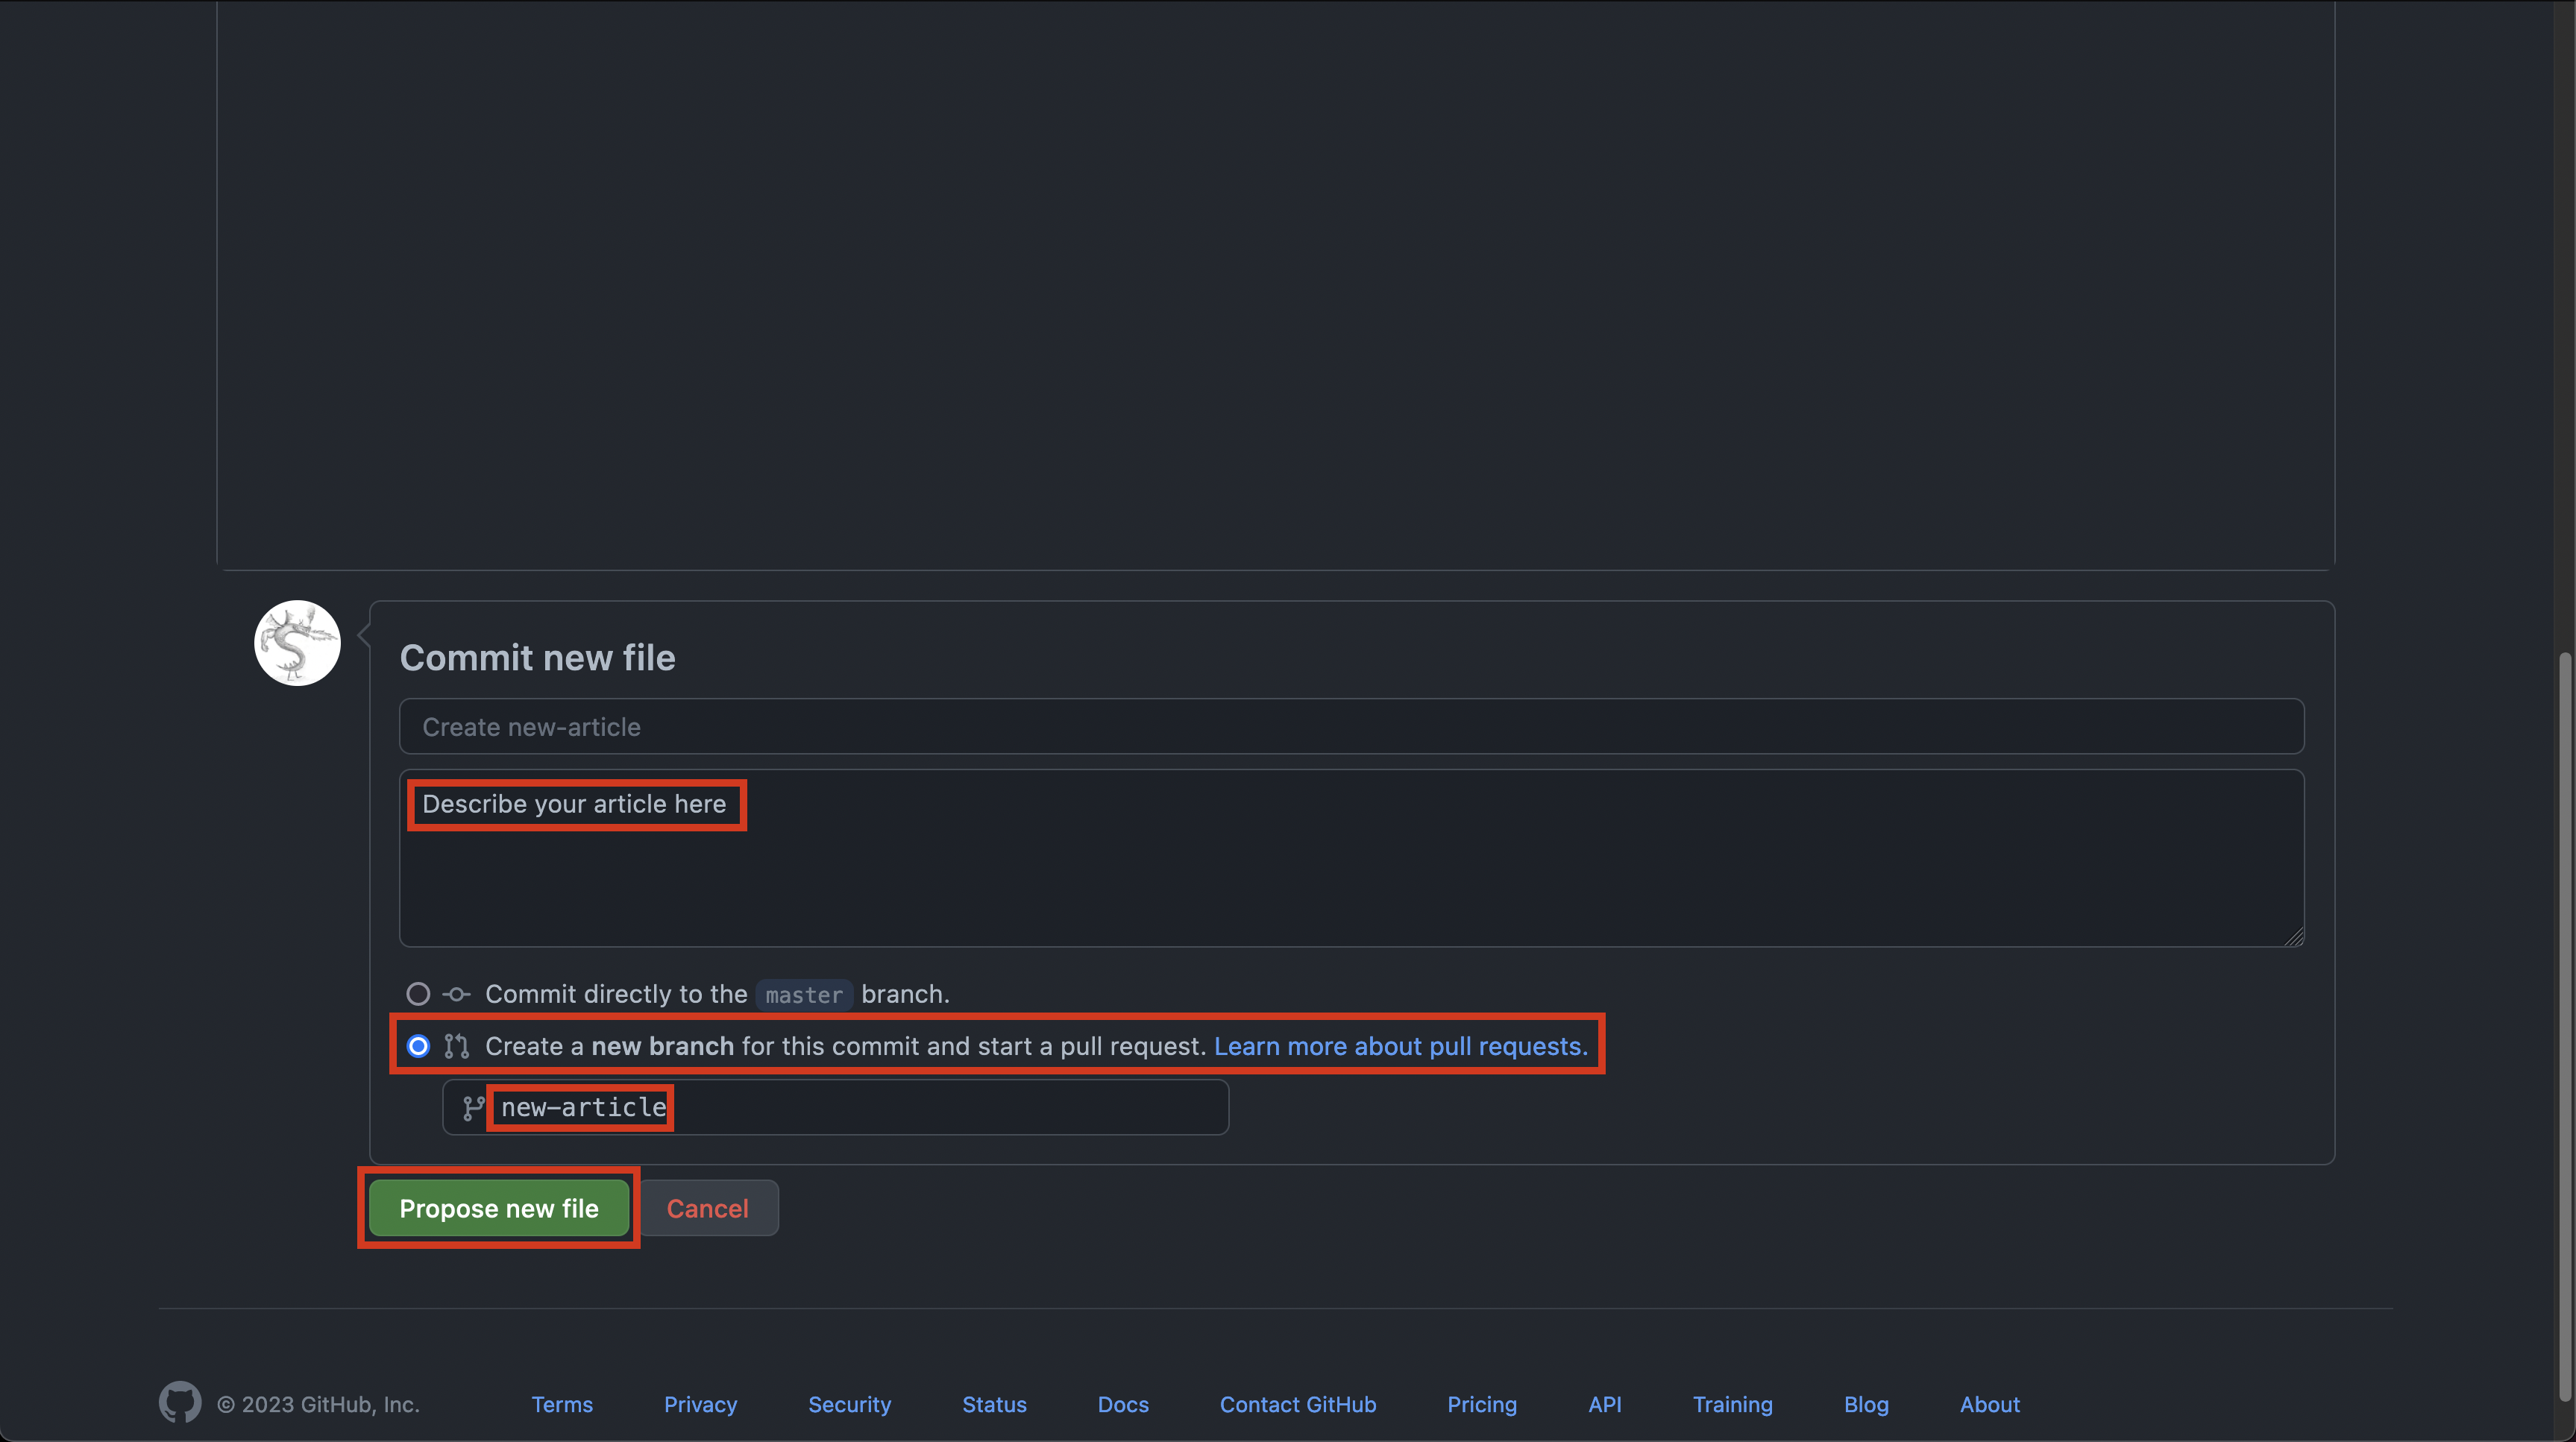 Commit new file
Create new-article
Describe your article here
Commit directly to the master branch.
Create a new branch for this commit and start a pull request. Learn more about pull requests.
new-article
Propose new file
Cancel
© 2023 GitHub, Inc. Terms Privacy Security Status Docs Contact GitHub Pricing API Training Blog About